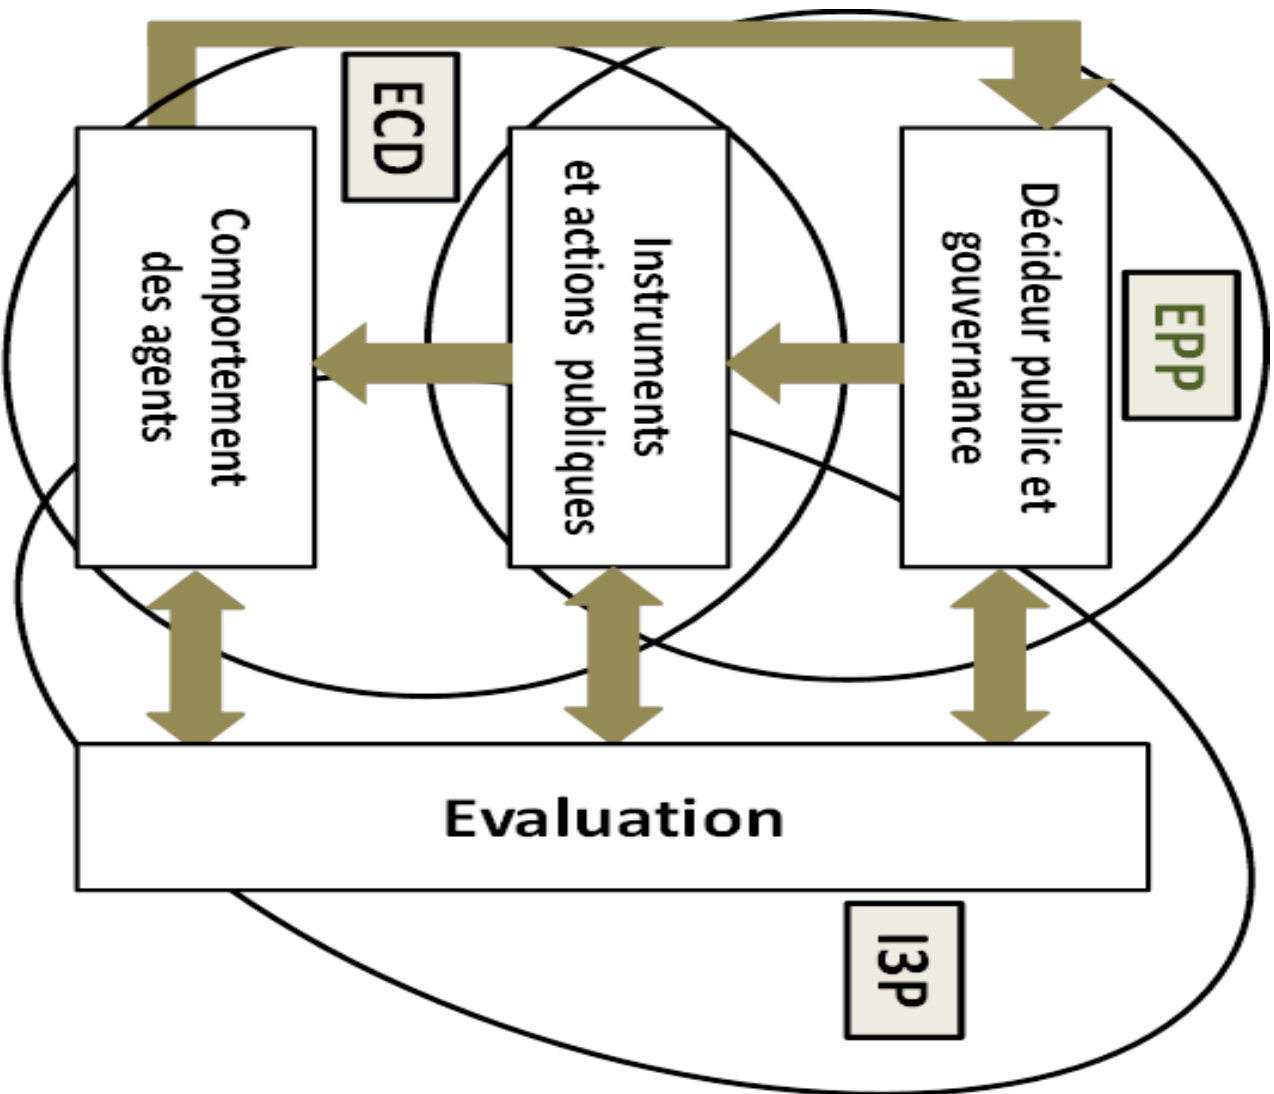 ECD
EPP
Décideur public et
gouvernance
Instruments
et actions publiques
Comportement
des agents
Evaluation
I3P